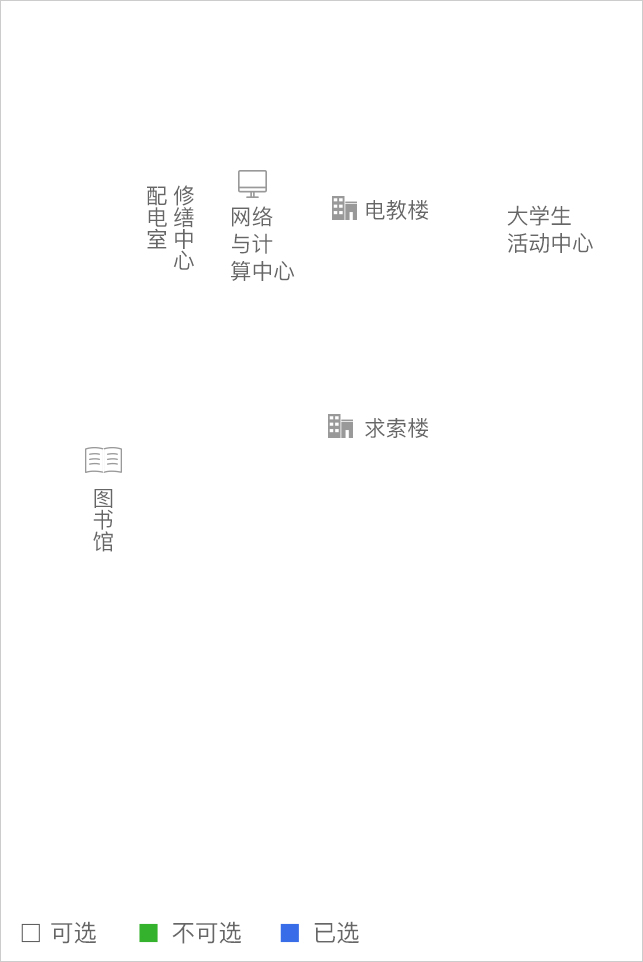 配电室
修缮中心
网络
与计
算中心
电教楼
大学生
活动中心
求索楼
图书馆
可选
不可选
已选